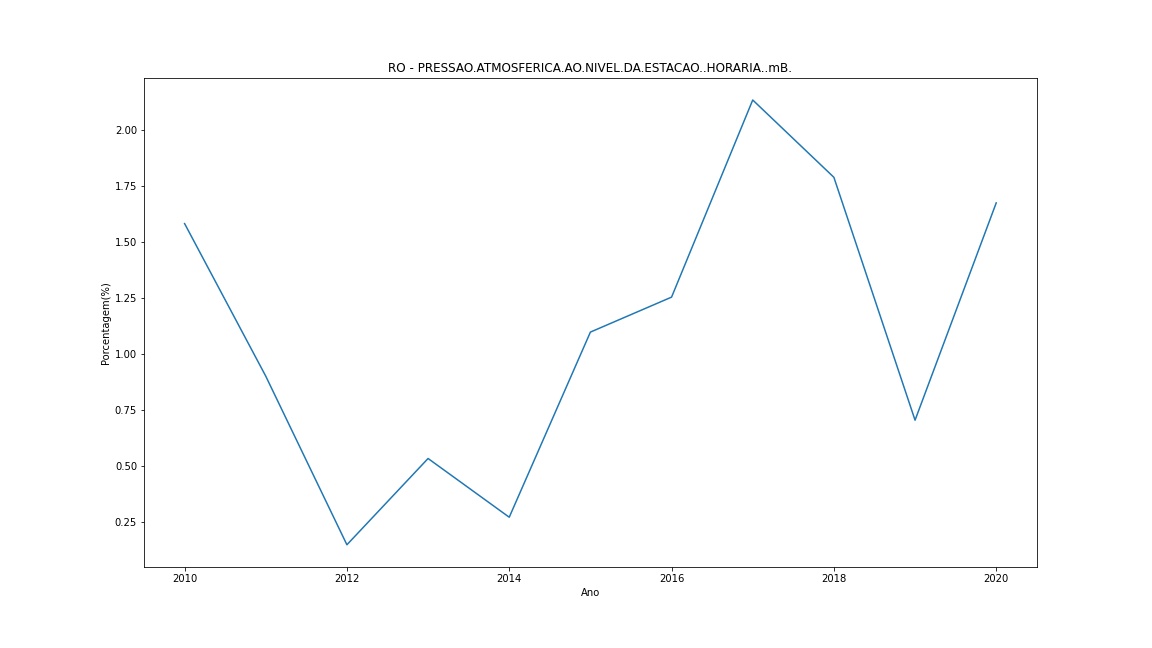 RO - PRESSAO.ATMOSFERICA.AO.NIVEL.DA.ESTACAO..HORARIA..mB.
Porcentagem(%)
2.00
1.75
1.50
1.25
1.00
0.75
0.50
0.25
2010 2012 2014 2016 2018 2020
Ano